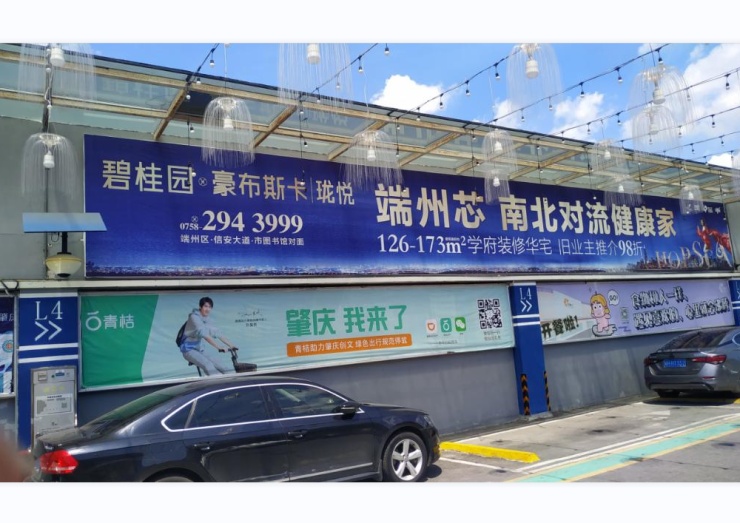 碧桂园×豪布斯卡|珑悦
0758-294 3999
端州区·信安大道·市图书馆对面
端州芯 南北对流健康家
126-173m²学府装修华宅 旧业主推介98折
L4
>>
青桔
肇庆 我来了
青桔助力肇庆创文 绿色出行规范停放
L4
>>
开肇啦!